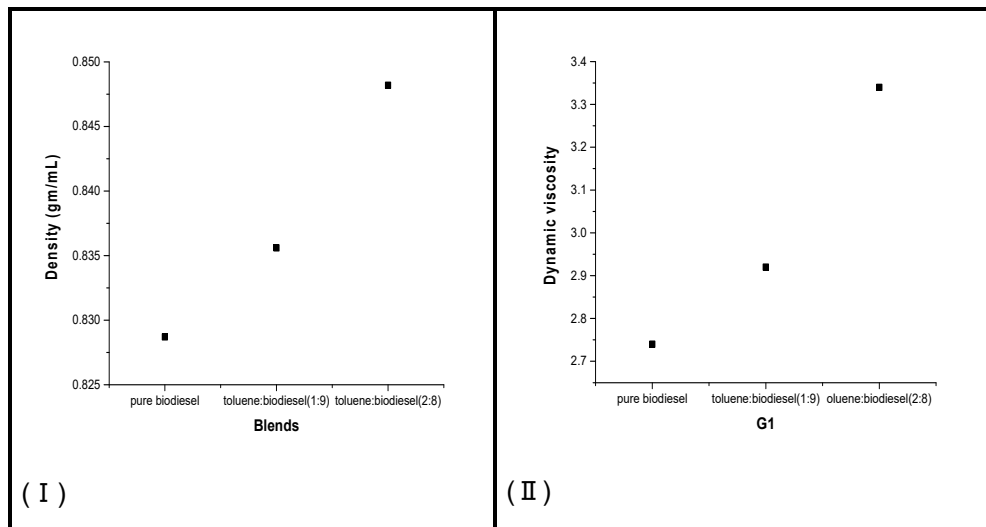 0.850
0.845
0.840
0.835
0.830
0.825
Density (gm/mL)
pure biodiesel toluene:biodiesel(1:9) toluene:biodiesel(2:8)
Blends
(Ⅰ)
3.4
3.3
3.2
3.1
3.0
2.9
2.8
2.7
Dynamic viscosity
pure biodiesel toluene:biodiesel(1:9) oluene:biodiesel(2:8)
G1
(Ⅱ)